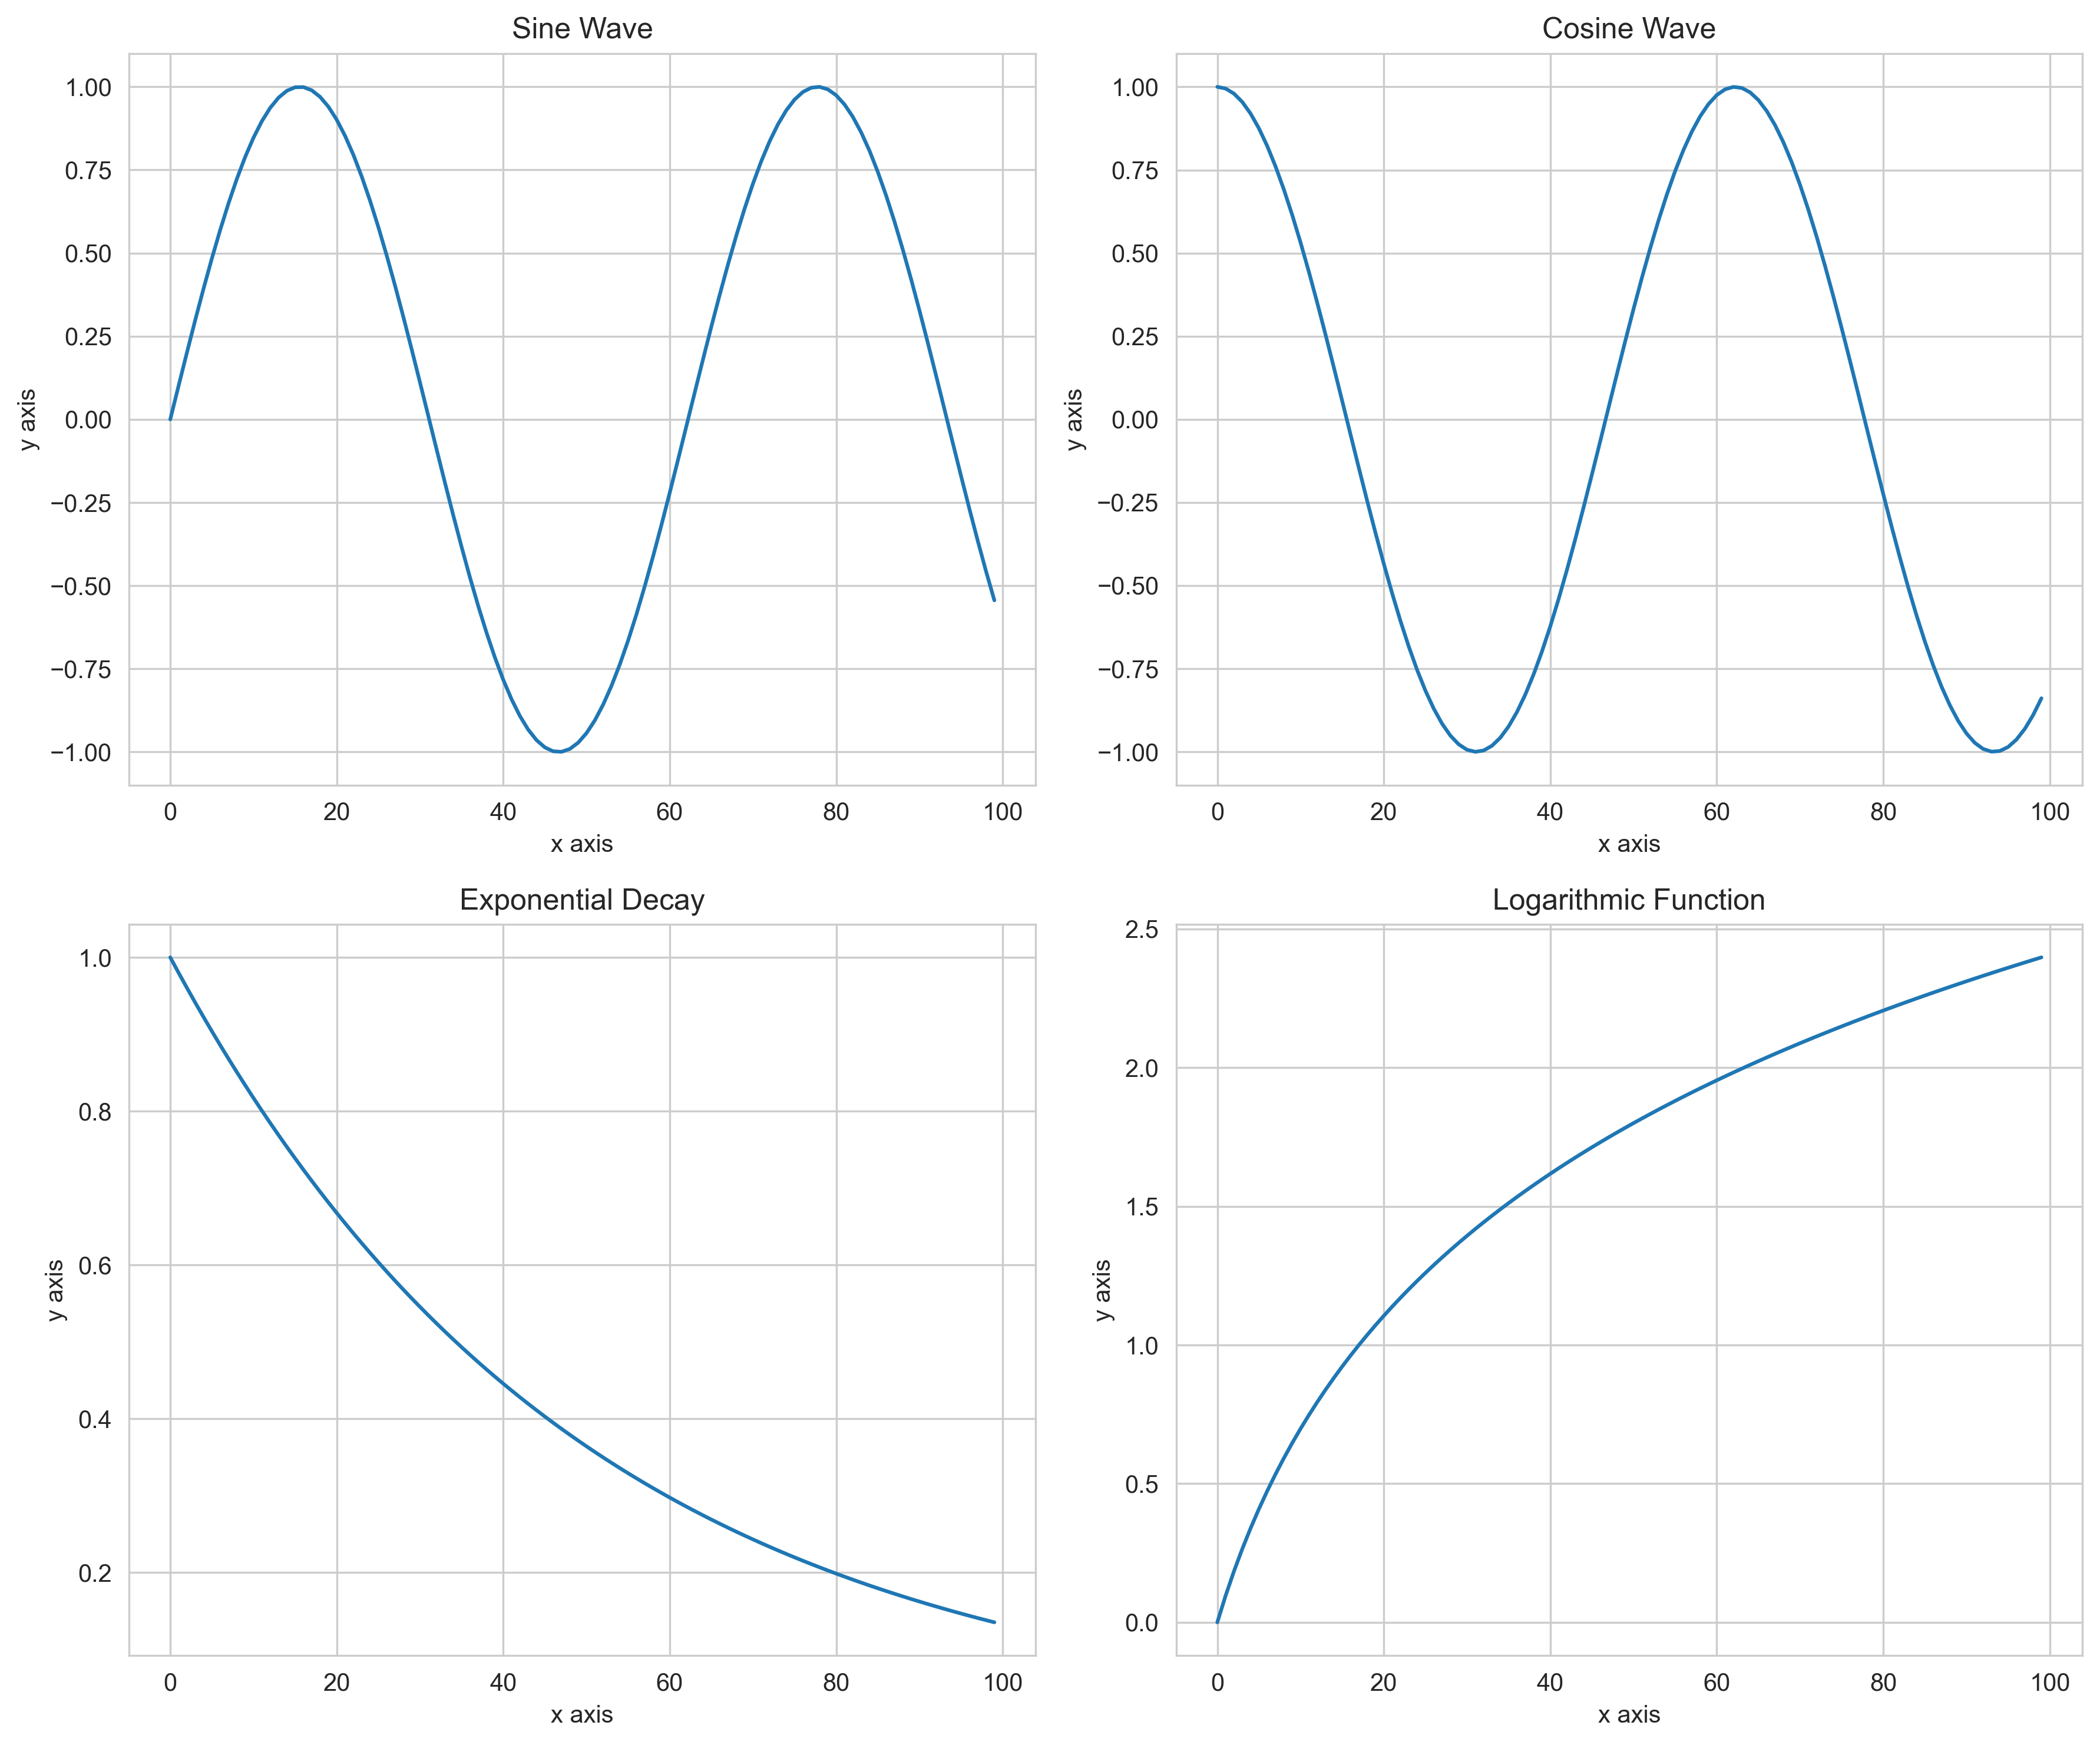 Sine Wave
1.00
0.75
0.50
0.25
0.00
−0.25
−0.50
−0.75
−1.00
y axis
0 20 40 60 80 100
x axis
Cosine Wave
1.00
0.75
0.50
0.25
0.00
−0.25
−0.50
−0.75
−1.00
y axis
0 20 40 60 80 100
x axis
Exponential Decay
1.0
0.8
0.6
0.4
0.2
y axis
0 20 40 60 80 100
x axis
Logarithmic Function
2.5
2.0
1.5
1.0
0.5
0.0
y axis
0 20 40 60 80 100
x axis